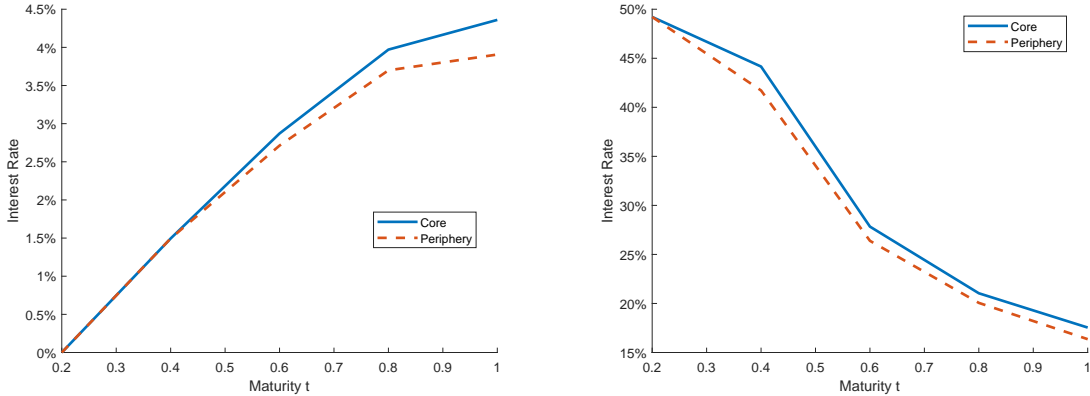 4.5%
4%
3.5%
3%
2.5%
2%
1.5%
1%
0.5%
0%
Interest Rate
0.2 0.3 0.4 0.5 0.6 0.7 0.8 0.9 1
Maturity t
Core
Periphery
50%
45%
40%
35%
30%
25%
20%
15%
Interest Rate
0.2 0.3 0.4 0.5 0.6 0.7 0.8 0.9 1
Maturity t
Core
Periphery